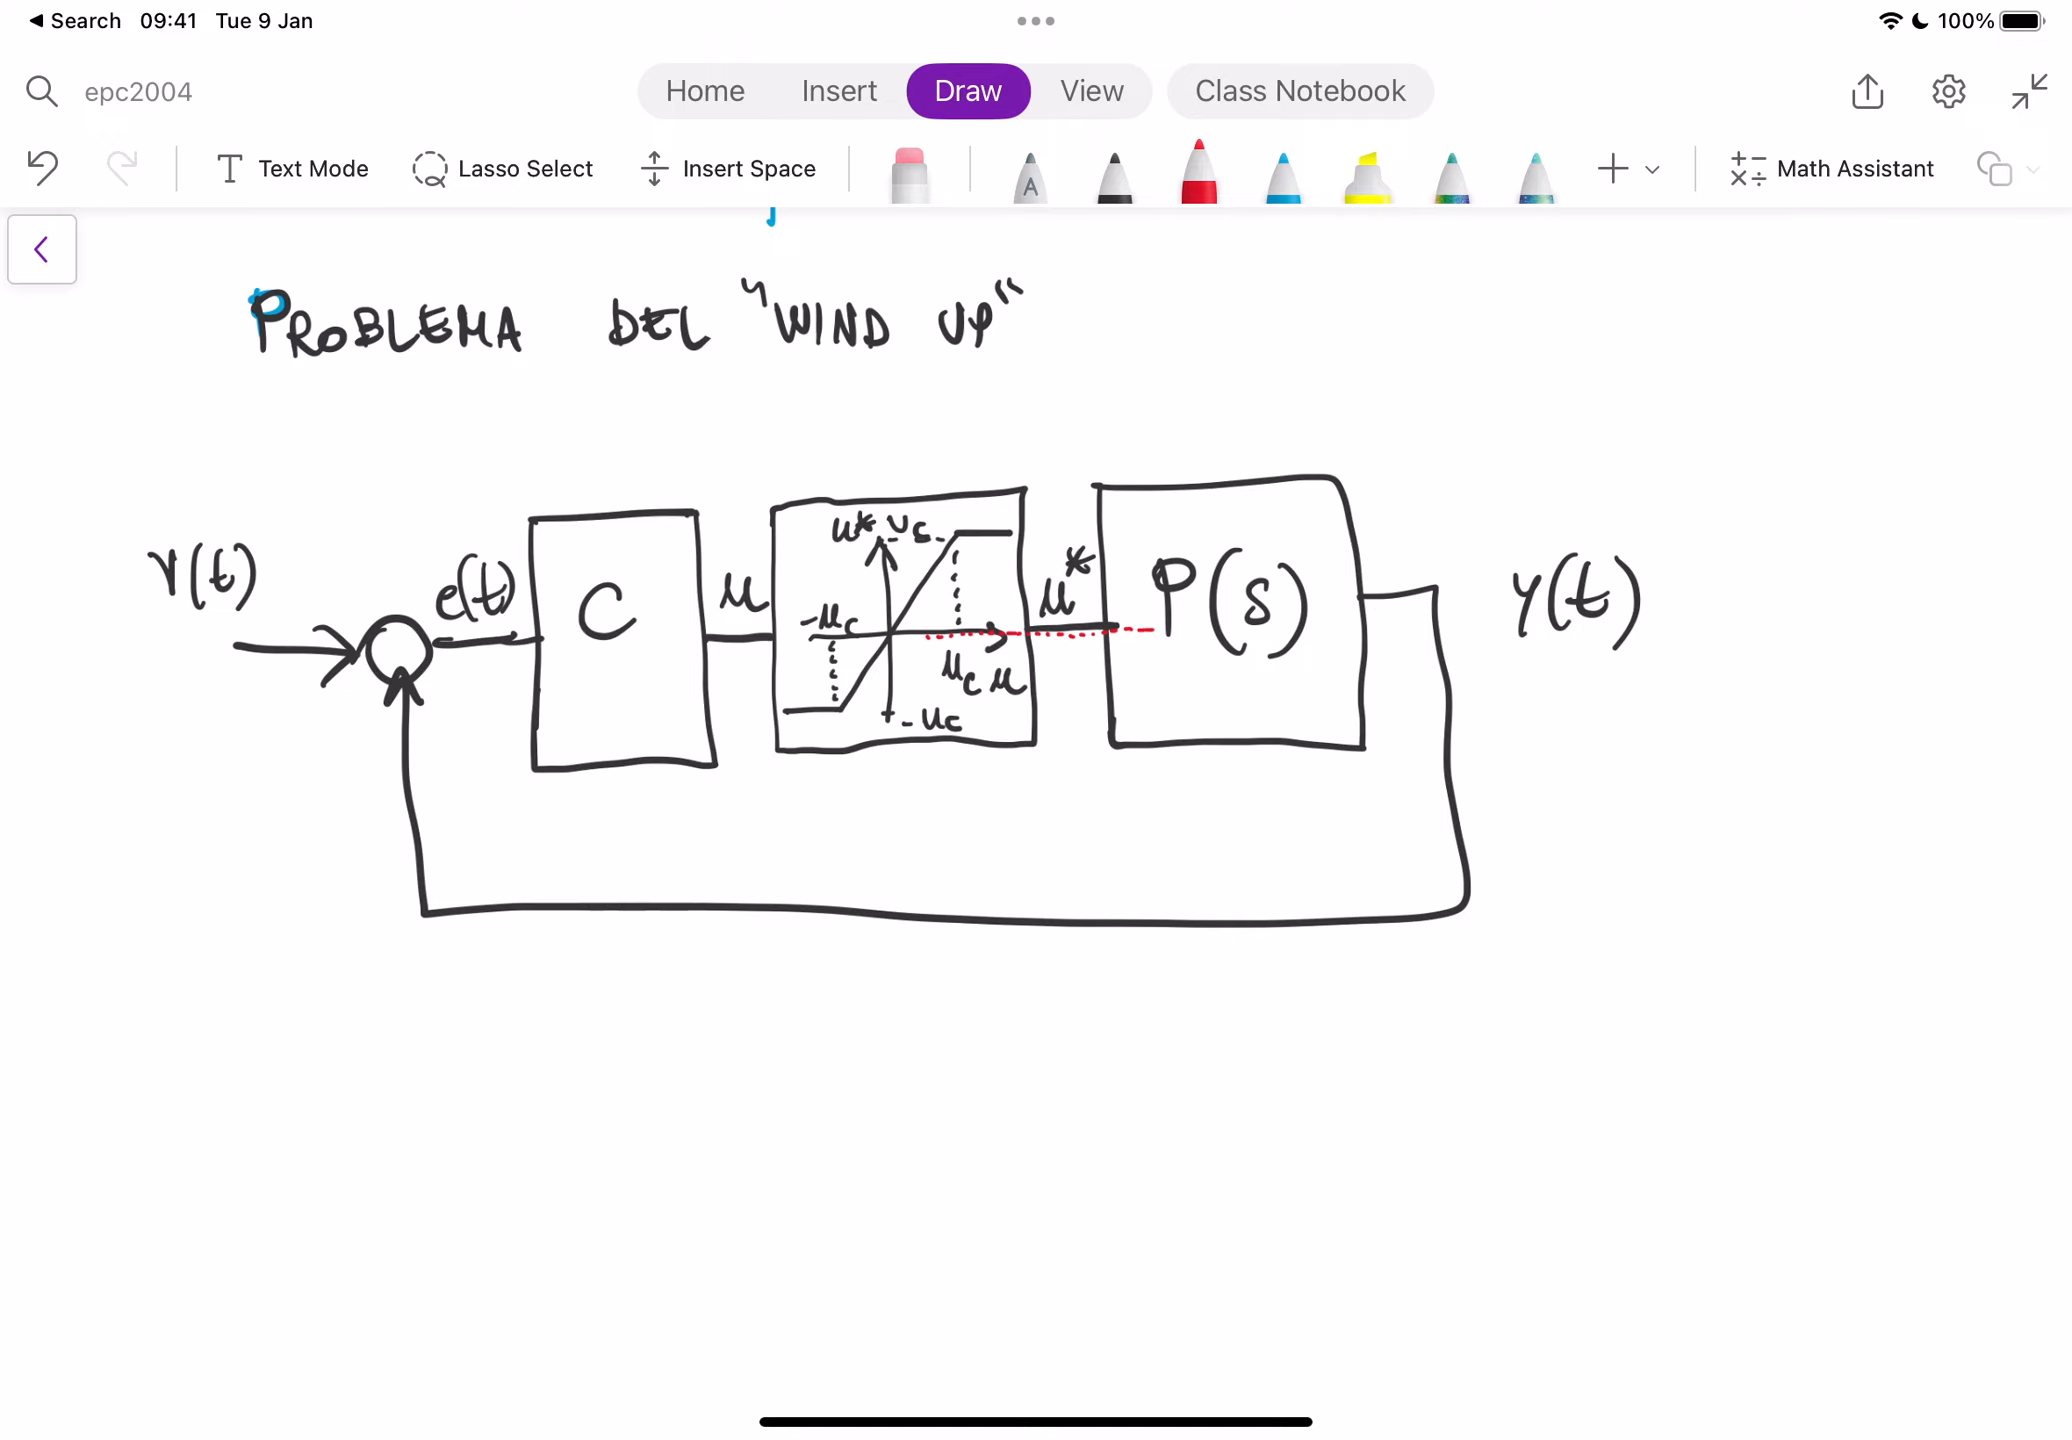 Search 09:41 Tue 9 Jan 100%
epc2004 Home Insert Draw View Class Notebook
Text Mode Lasso Select Insert Space A Math Assistant
PROBLEMA DEL "WIND UP"
r(t) e(t) C u u* P(s) y(t)
u* uc
-uc
uc u
-uc